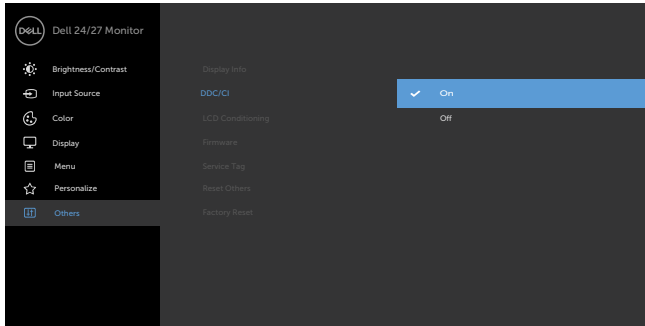 DELL Dell 24/27 Monitor
Brightness/Contrast
Input Source
Color
Display
Menu
Personalize
Others
Display Info
DDC/CI
LCD Conditioning
Firmware
Service Tag
Reset Others
Factory Reset
On
Off